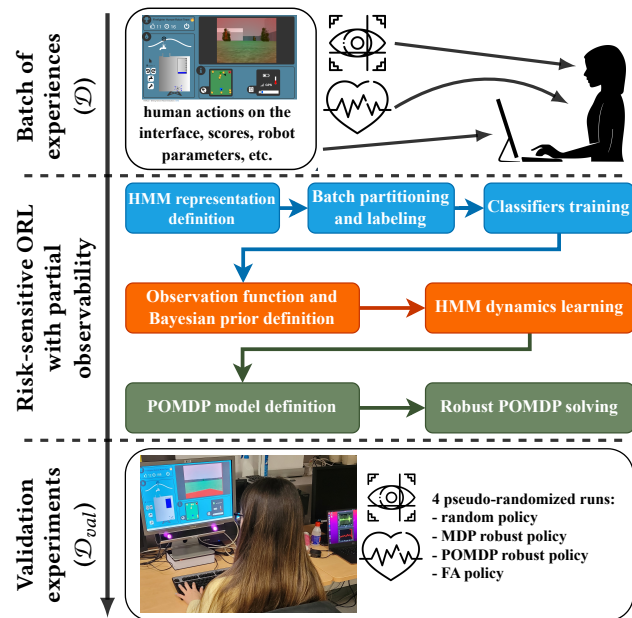 Batch of
experiences
(𝒟)
human actions on the
interface, scores, robot
parameters, etc.
Risk-sensitive ORL
with partial
observability
HMM representation
definition
Batch partitioning
and labeling
Classifiers training
Observation function and
Bayesian prior definition
HMM dynamics learning
POMDP model definition
Robust POMDP solving
Validation
experiments
(𝒟val)
4 pseudo-randomized runs:
- random policy
- MDP robust policy
- POMDP robust policy
- FA policy